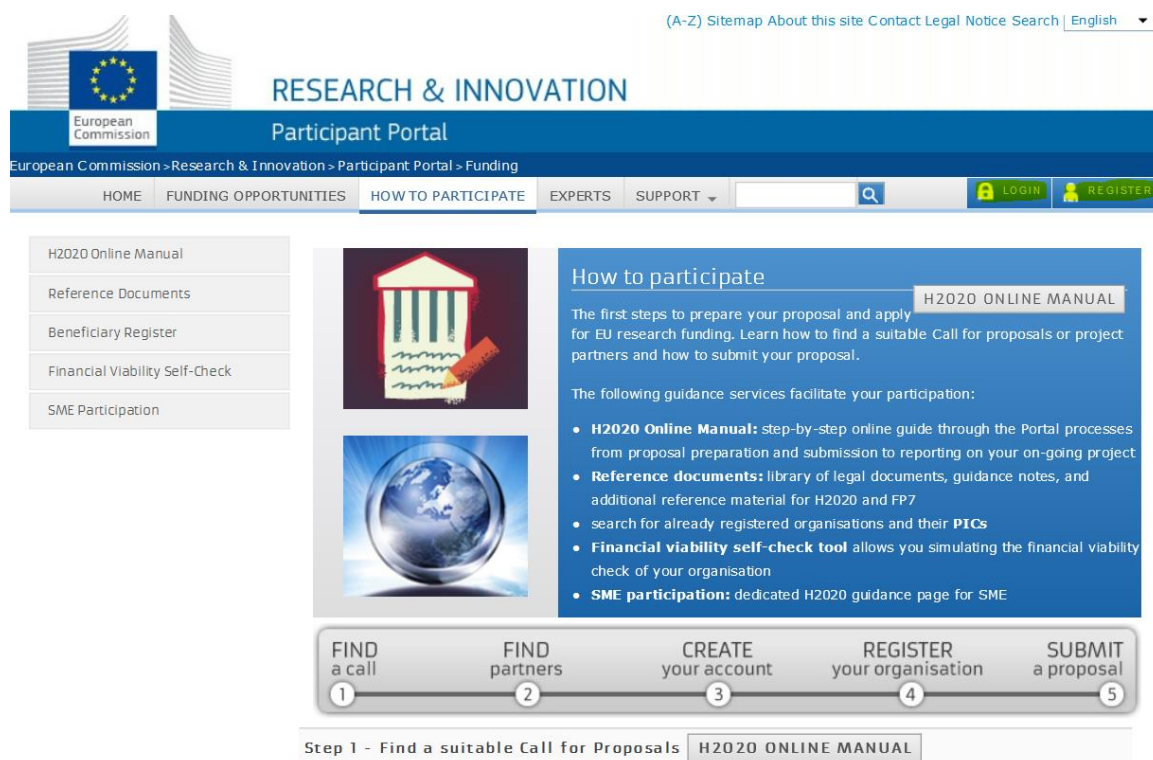 (A-Z) Sitemap About this site Contact Legal Notice Search English
RESEARCH & INNOVATION
European
Commission
Participant Portal
European Commission > Research & Innovation > Participant Portal > Funding
HOME FUNDING OPPORTUNITIES HOW TO PARTICIPATE EXPERTS SUPPORT LOGIN REGISTER
H2020 Online Manual
Reference Documents
Beneficiary Register
Financial Viability Self-Check
SME Participation
How to participate
H2020 ONLINE MANUAL
The first steps to prepare your proposal and apply
for EU research funding. Learn how to find a suitable Call for proposals or project
partners and how to submit your proposal.
The following guidance services facilitate your participation:
• H2020 Online Manual: step-by-step online guide through the Portal processes
from proposal preparation and submission to reporting on your on-going project
• Reference documents: library of legal documents, guidance notes, and
additional reference material for H2020 and FP7
• search for already registered organisations and their PICs
• Financial viability self-check tool allows you simulating the financial viability
check of your organisation
• SME participation: dedicated H2020 guidance page for SME
FIND
a call
1
FIND
partners
2
CREATE
your account
3
REGISTER
your organisation
4
SUBMIT
a proposal
5
Step 1 - Find a suitable Call for Proposals H2020 ONLINE MANUAL